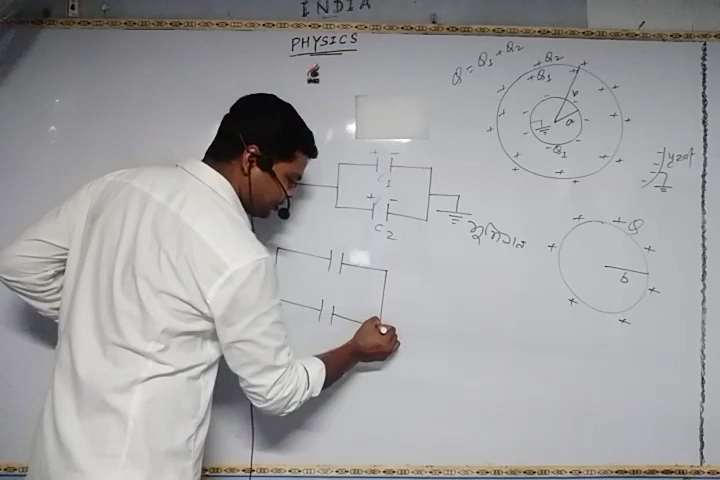 INDIA
PHYSICS
Q = Q1 + Q2
+Q2
+Q1
b
a
-Q1
+ -
C1
+ -
C2
Q
b